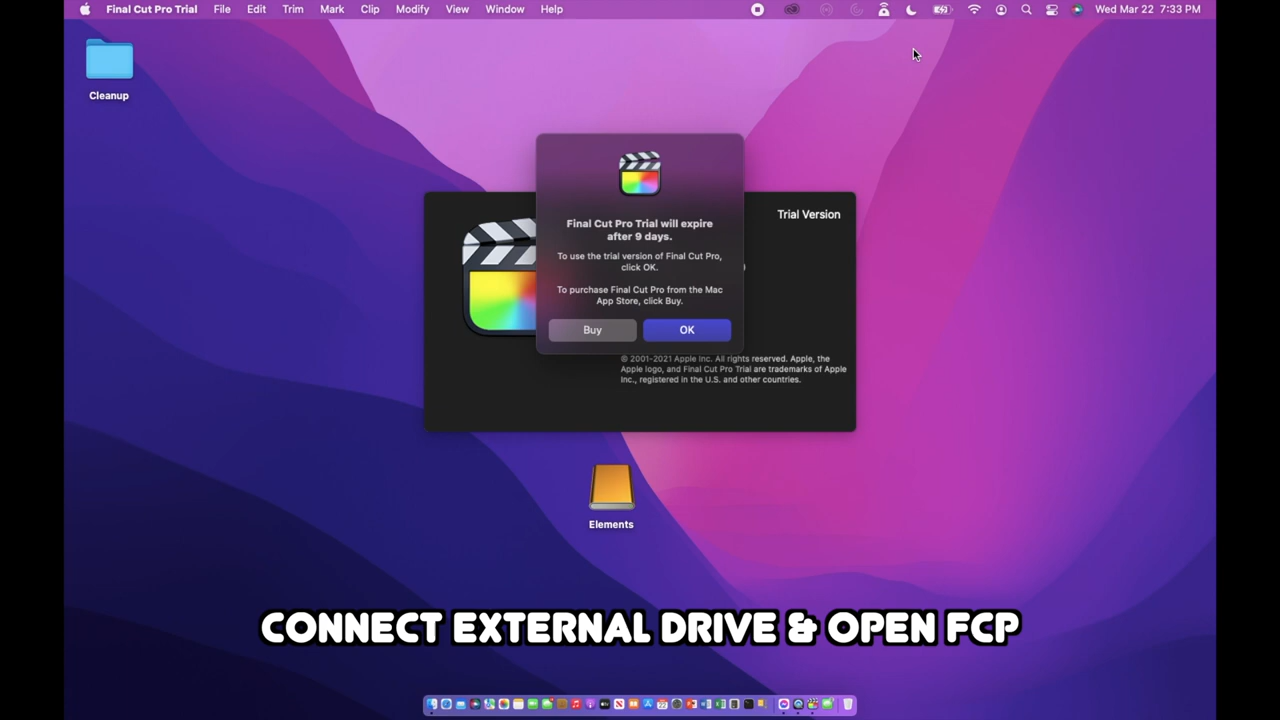 Final Cut Pro Trial File Edit Trim Mark Clip Modify View Window Help Wed Mar 22 7:33 PM
Cleanup
Trial Version
Final Cut Pro Trial will expire
after 9 days.
To use the trial version of Final Cut Pro,
click OK.
To purchase Final Cut Pro from the Mac
App Store, click Buy.
Buy OK
© 2001-2021 Apple Inc. All rights reserved. Apple, the
Apple logo, and Final Cut Pro Trial are trademarks of Apple
Inc., registered in the U.S. and other countries.
Elements
CONNECT EXTERNAL DRIVE & OPEN FCP